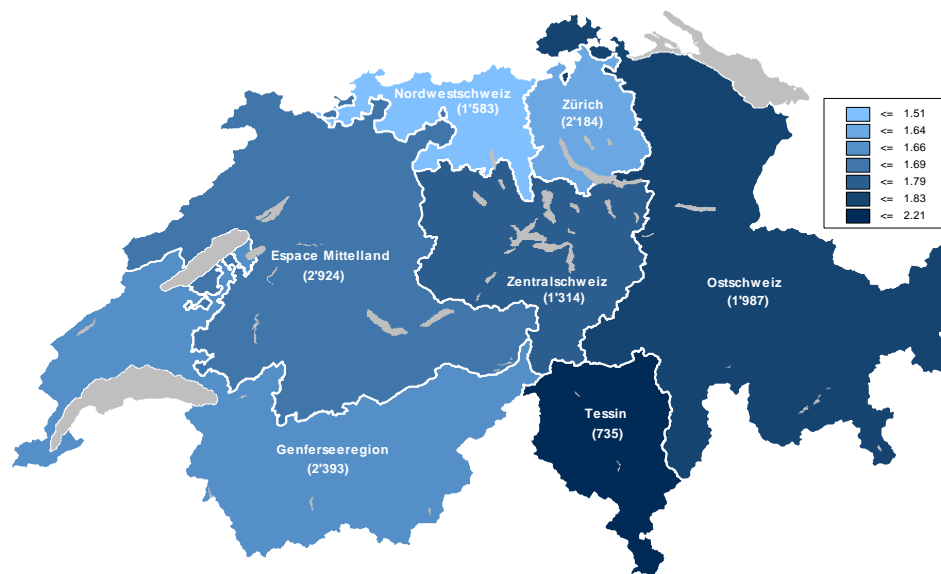 Nordwestschweiz
(1'583)
Zürich
(2'184)
<= 1.51
<= 1.64
<= 1.66
<= 1.69
<= 1.79
<= 1.83
<= 2.21
Espace Mittelland
(2'924)
Zentralschweiz
(1'314)
Ostschweiz
(1'987)
Tessin
(735)
Genferseeregion
(2'393)